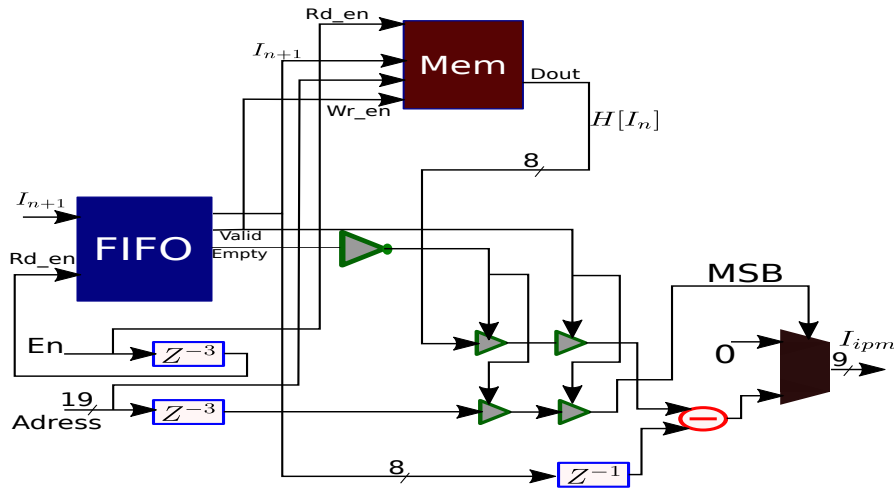 Rd_en
I_{n+1}
Mem
Dout
Wr_en
H[I_n]
8
I_{n+1}
FIFO
Valid
Empty
Rd_en
MSB
En
Z^{-3}
0
I_{ipm}
9
19
Adress
Z^{-3}
−
8
Z^{-1}